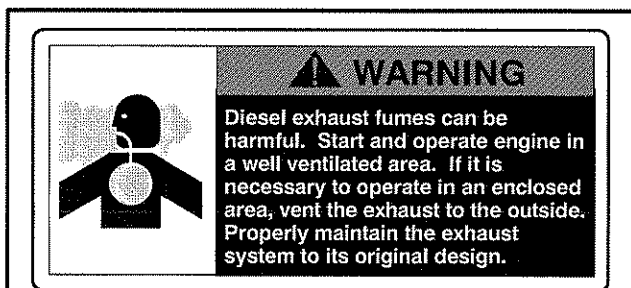 WARNING
Diesel exhaust fumes can be
harmful. Start and operate engine in
a well ventilated area. If it is
necessary to operate in an enclosed
area, vent the exhaust to the outside.
Properly maintain the exhaust
system to its original design.